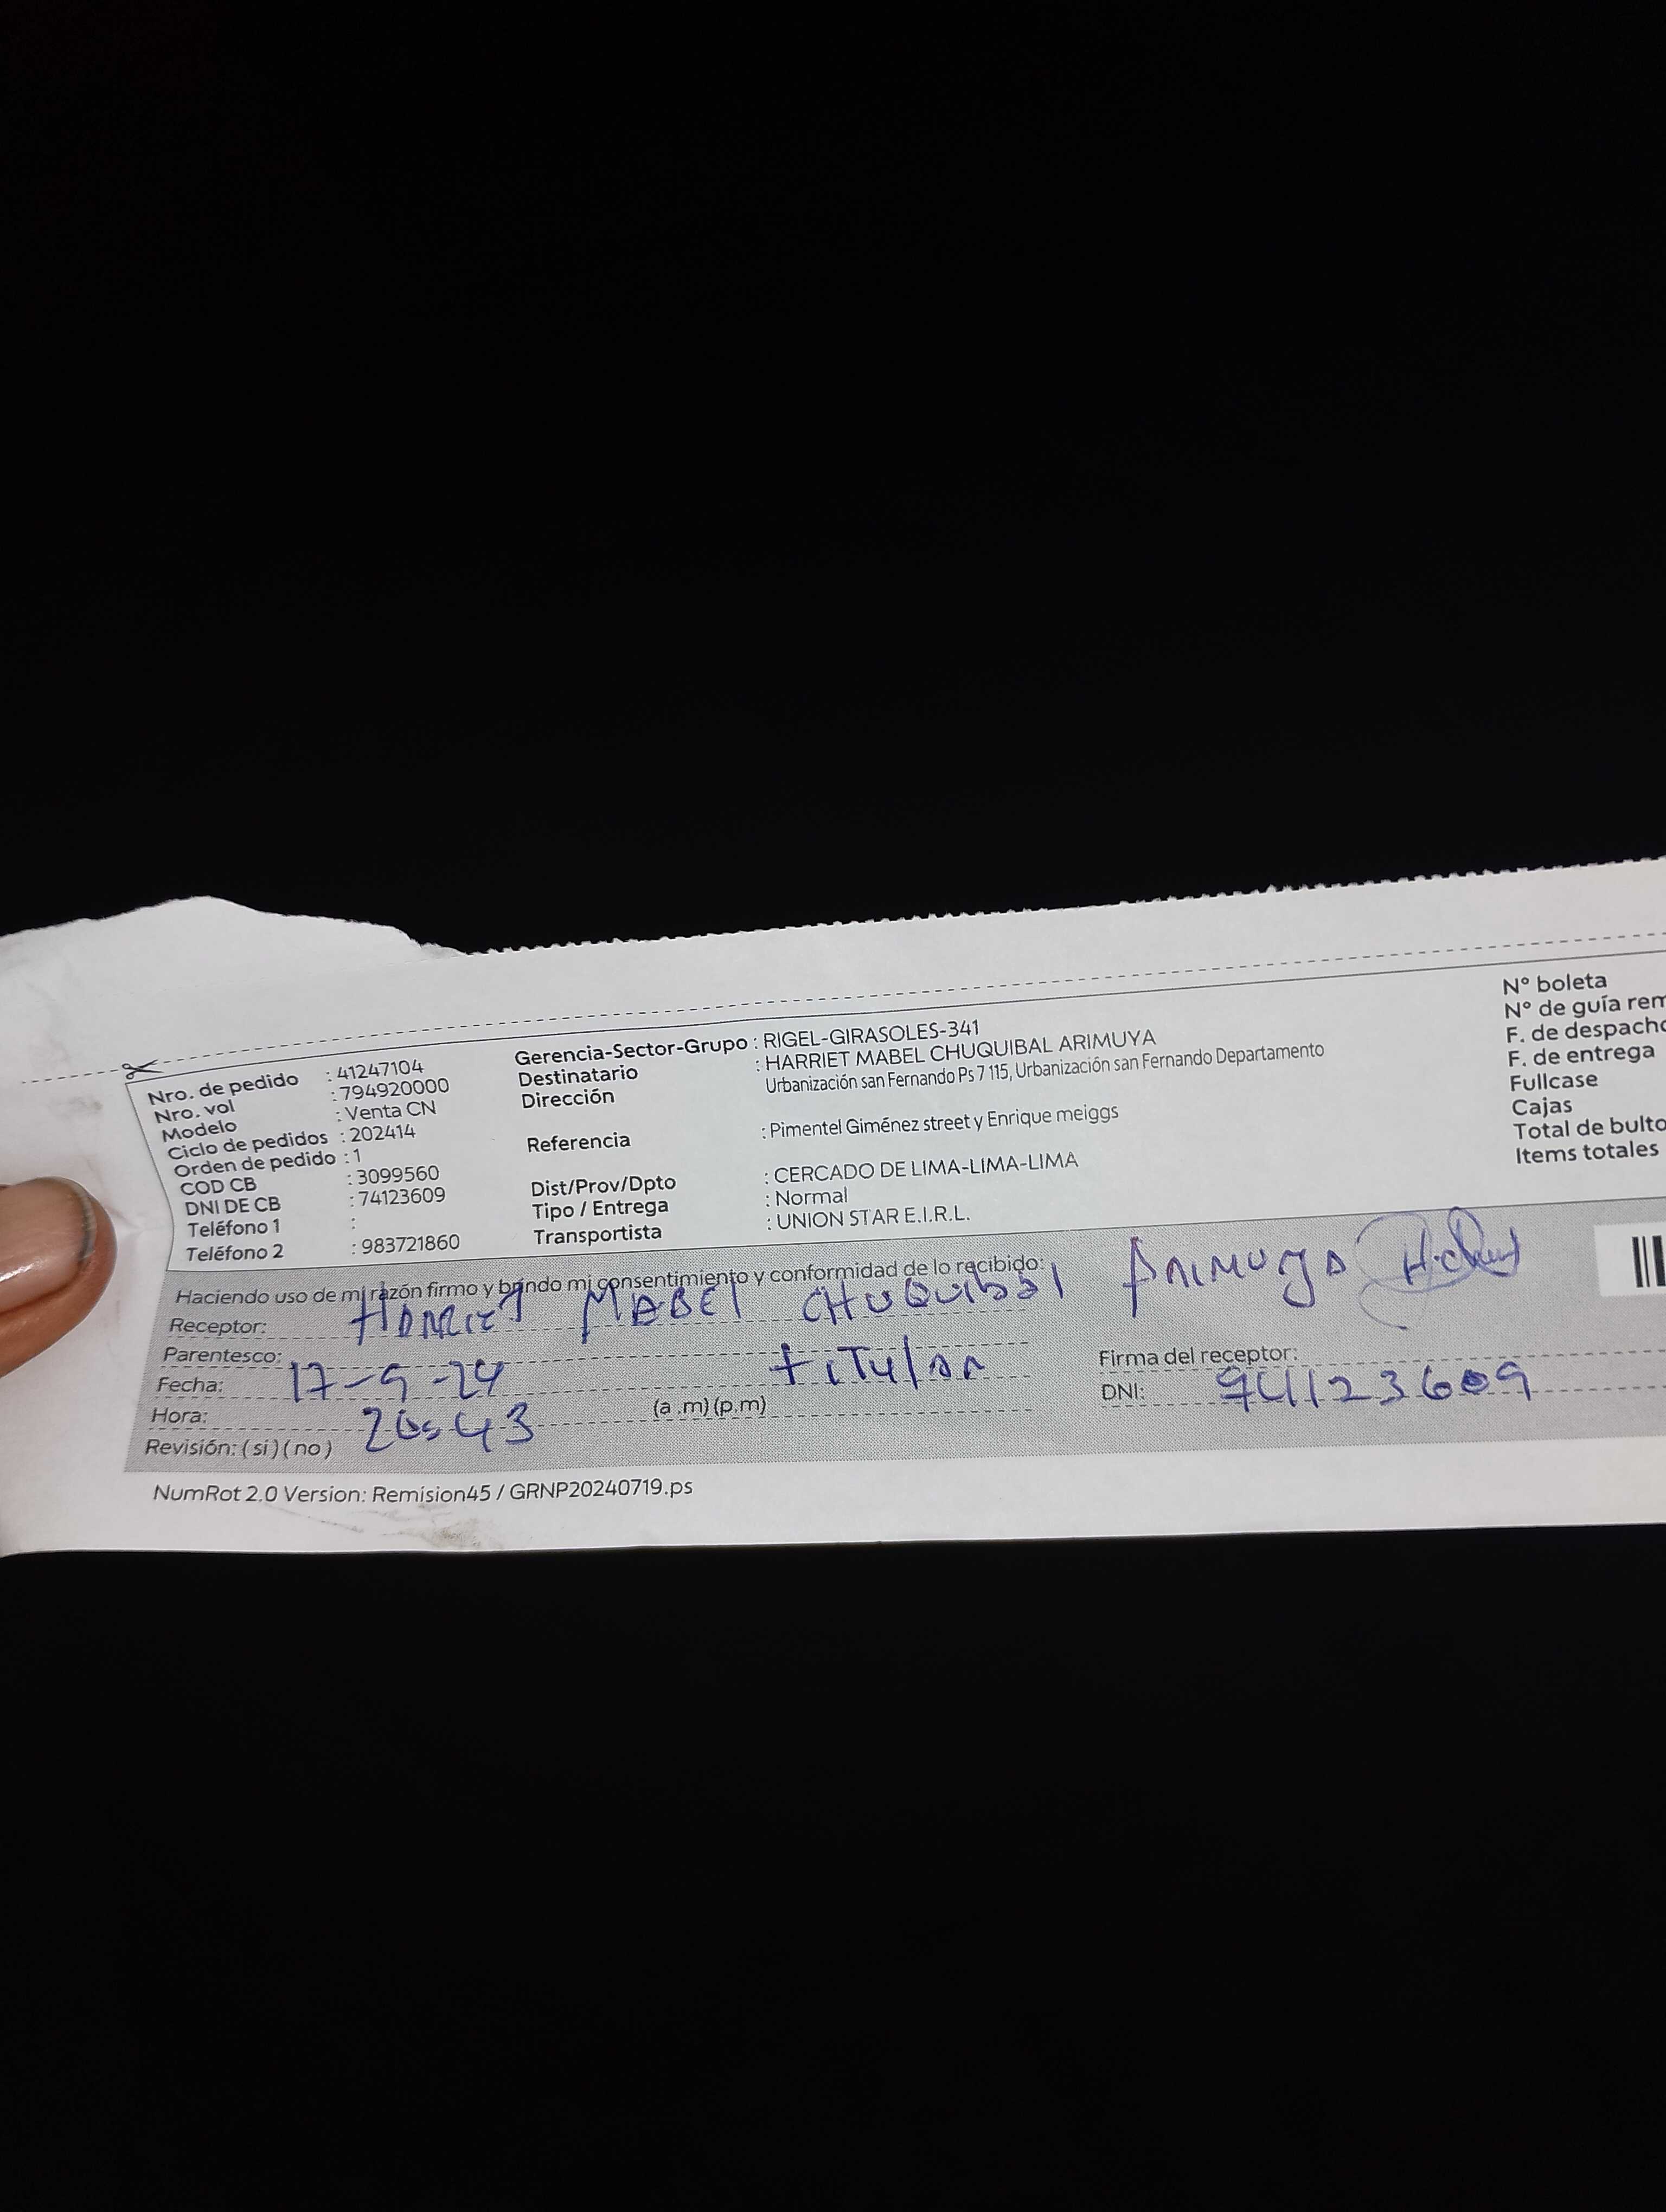 Nro. de pedido : 41247104
Nro. vol : 794920000
Modelo : Venta CN
Ciclo de pedidos : 202414
Orden de pedido : 1
COD CB : 3099560
DNI DE CB : 74123609
Teléfono 1 :
Teléfono 2 : 983721860
Gerencia-Sector-Grupo : RIGEL-GIRASOLES-341
Destinatario : HARRIET MABEL CHUQUIBAL ARIMUYA
Dirección Urbanización san Fernando Ps 7 115, Urbanización san Fernando Departamento
Referencia : Pimentel Giménez street y Enrique meiggs
Dist/Prov/Dpto : CERCADO DE LIMA-LIMA-LIMA
Tipo / Entrega : Normal
Transportista : UNION STAR E.I.R.L.
N° boleta
N° de guía rem
F. de despacho
F. de entrega
Fullcase
Cajas
Total de bulto
Items totales
Haciendo uso de mi razón firmo y brindo mi consentimiento y conformidad de lo recibido:
Receptor: HARRIET MABEL CHUQUIBAL ARIMUYA
Parentesco: titular
Fecha: 17-9-24
Hora: 20:43 (a .m) (p.m)
Revisión: ( si ) ( no )
Firma del receptor:
DNI: 74123609
NumRot 2.0 Version: Remision45 / GRNP20240719.ps